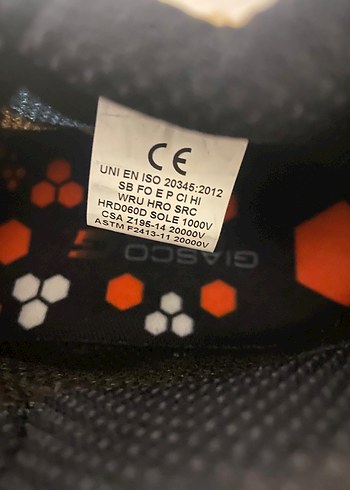 CE
UNI EN ISO 20345:2012
SB FO E P CI HI
WRU HRO SRC
HRD060D SOLE 1000V
CSA Z195-14 20000V
ASTM F2413-11 20000V
GIASCO